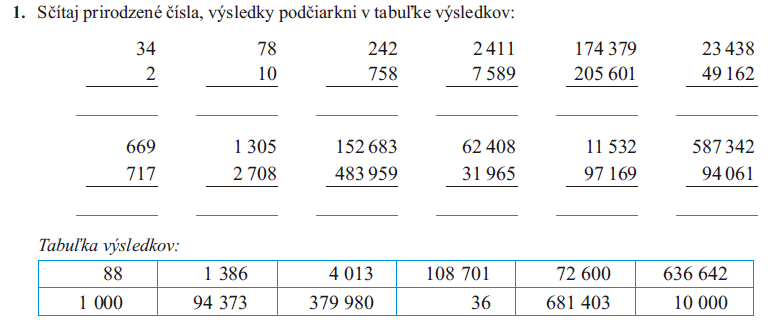 1. Sčítaj prirodzené čísla, výsledky podčiarkni v tabuľke výsledkov:
34 78 242 2 411 174 379 23 438
2 10 758 7 589 205 601 49 162
669 1 305 152 683 62 408 11 532 587 342
717 2 708 483 959 31 965 97 169 94 061
Tabuľka výsledkov:
88 1 386 4 013 108 701 72 600 636 642
1 000 94 373 379 980 36 681 403 10 000